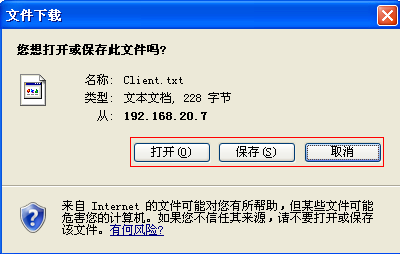 文件下载
您想打开或保存此文件吗?
名称: Client.txt
类型: 文本文档, 228 字节
从: 192.168.20.7
打开(O) 保存(S) 取消
来自 Internet 的文件可能对您有所帮助,但某些文件可能
危害您的计算机。如果您不信任其来源,请不要打开或保存
该文件。有何风险?